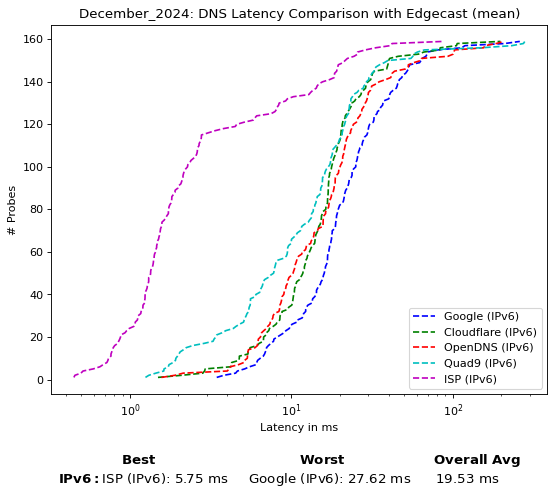 December_2024: DNS Latency Comparison with Edgecast (mean)
# Probes
160
140
120
100
80
60
40
20
0
10⁰
10¹
10²
Latency in ms
Google (IPv6)
Cloudflare (IPv6)
OpenDNS (IPv6)
Quad9 (IPv6)
ISP (IPv6)
Best Worst Overall Avg
IPv6: ISP (IPv6): 5.75 ms Google (IPv6): 27.62 ms 19.53 ms